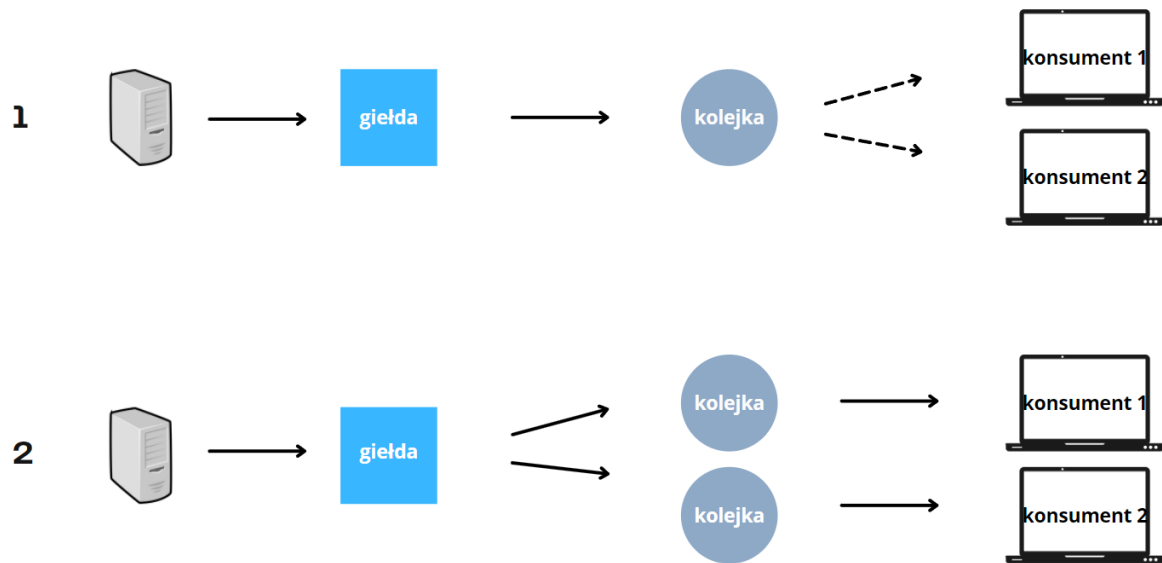 1
giełda
kolejka
konsument 1
konsument 2
2
giełda
kolejka
konsument 1
kolejka
konsument 2